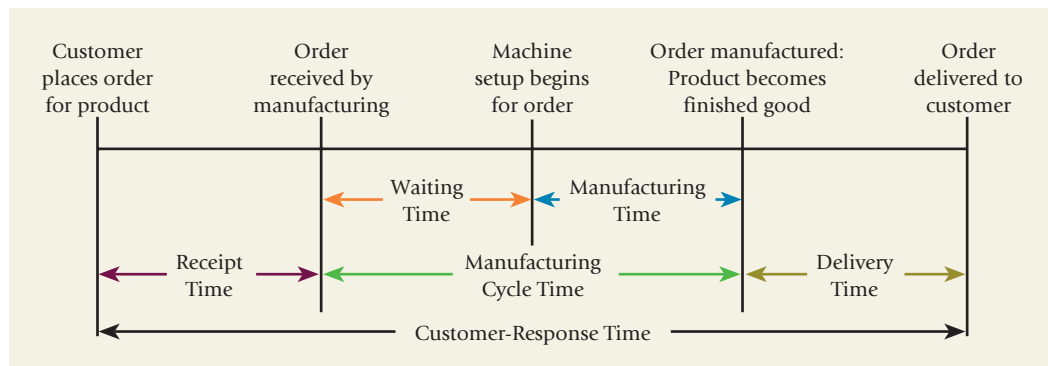 Customer
places order
for product
Order
received by
manufacturing
Machine
setup begins
for order
Order manufactured:
Product becomes
finished good
Order
delivered to
customer
Waiting
Time
Manufacturing
Time
Receipt
Time
Manufacturing
Cycle Time
Delivery
Time
Customer-Response Time